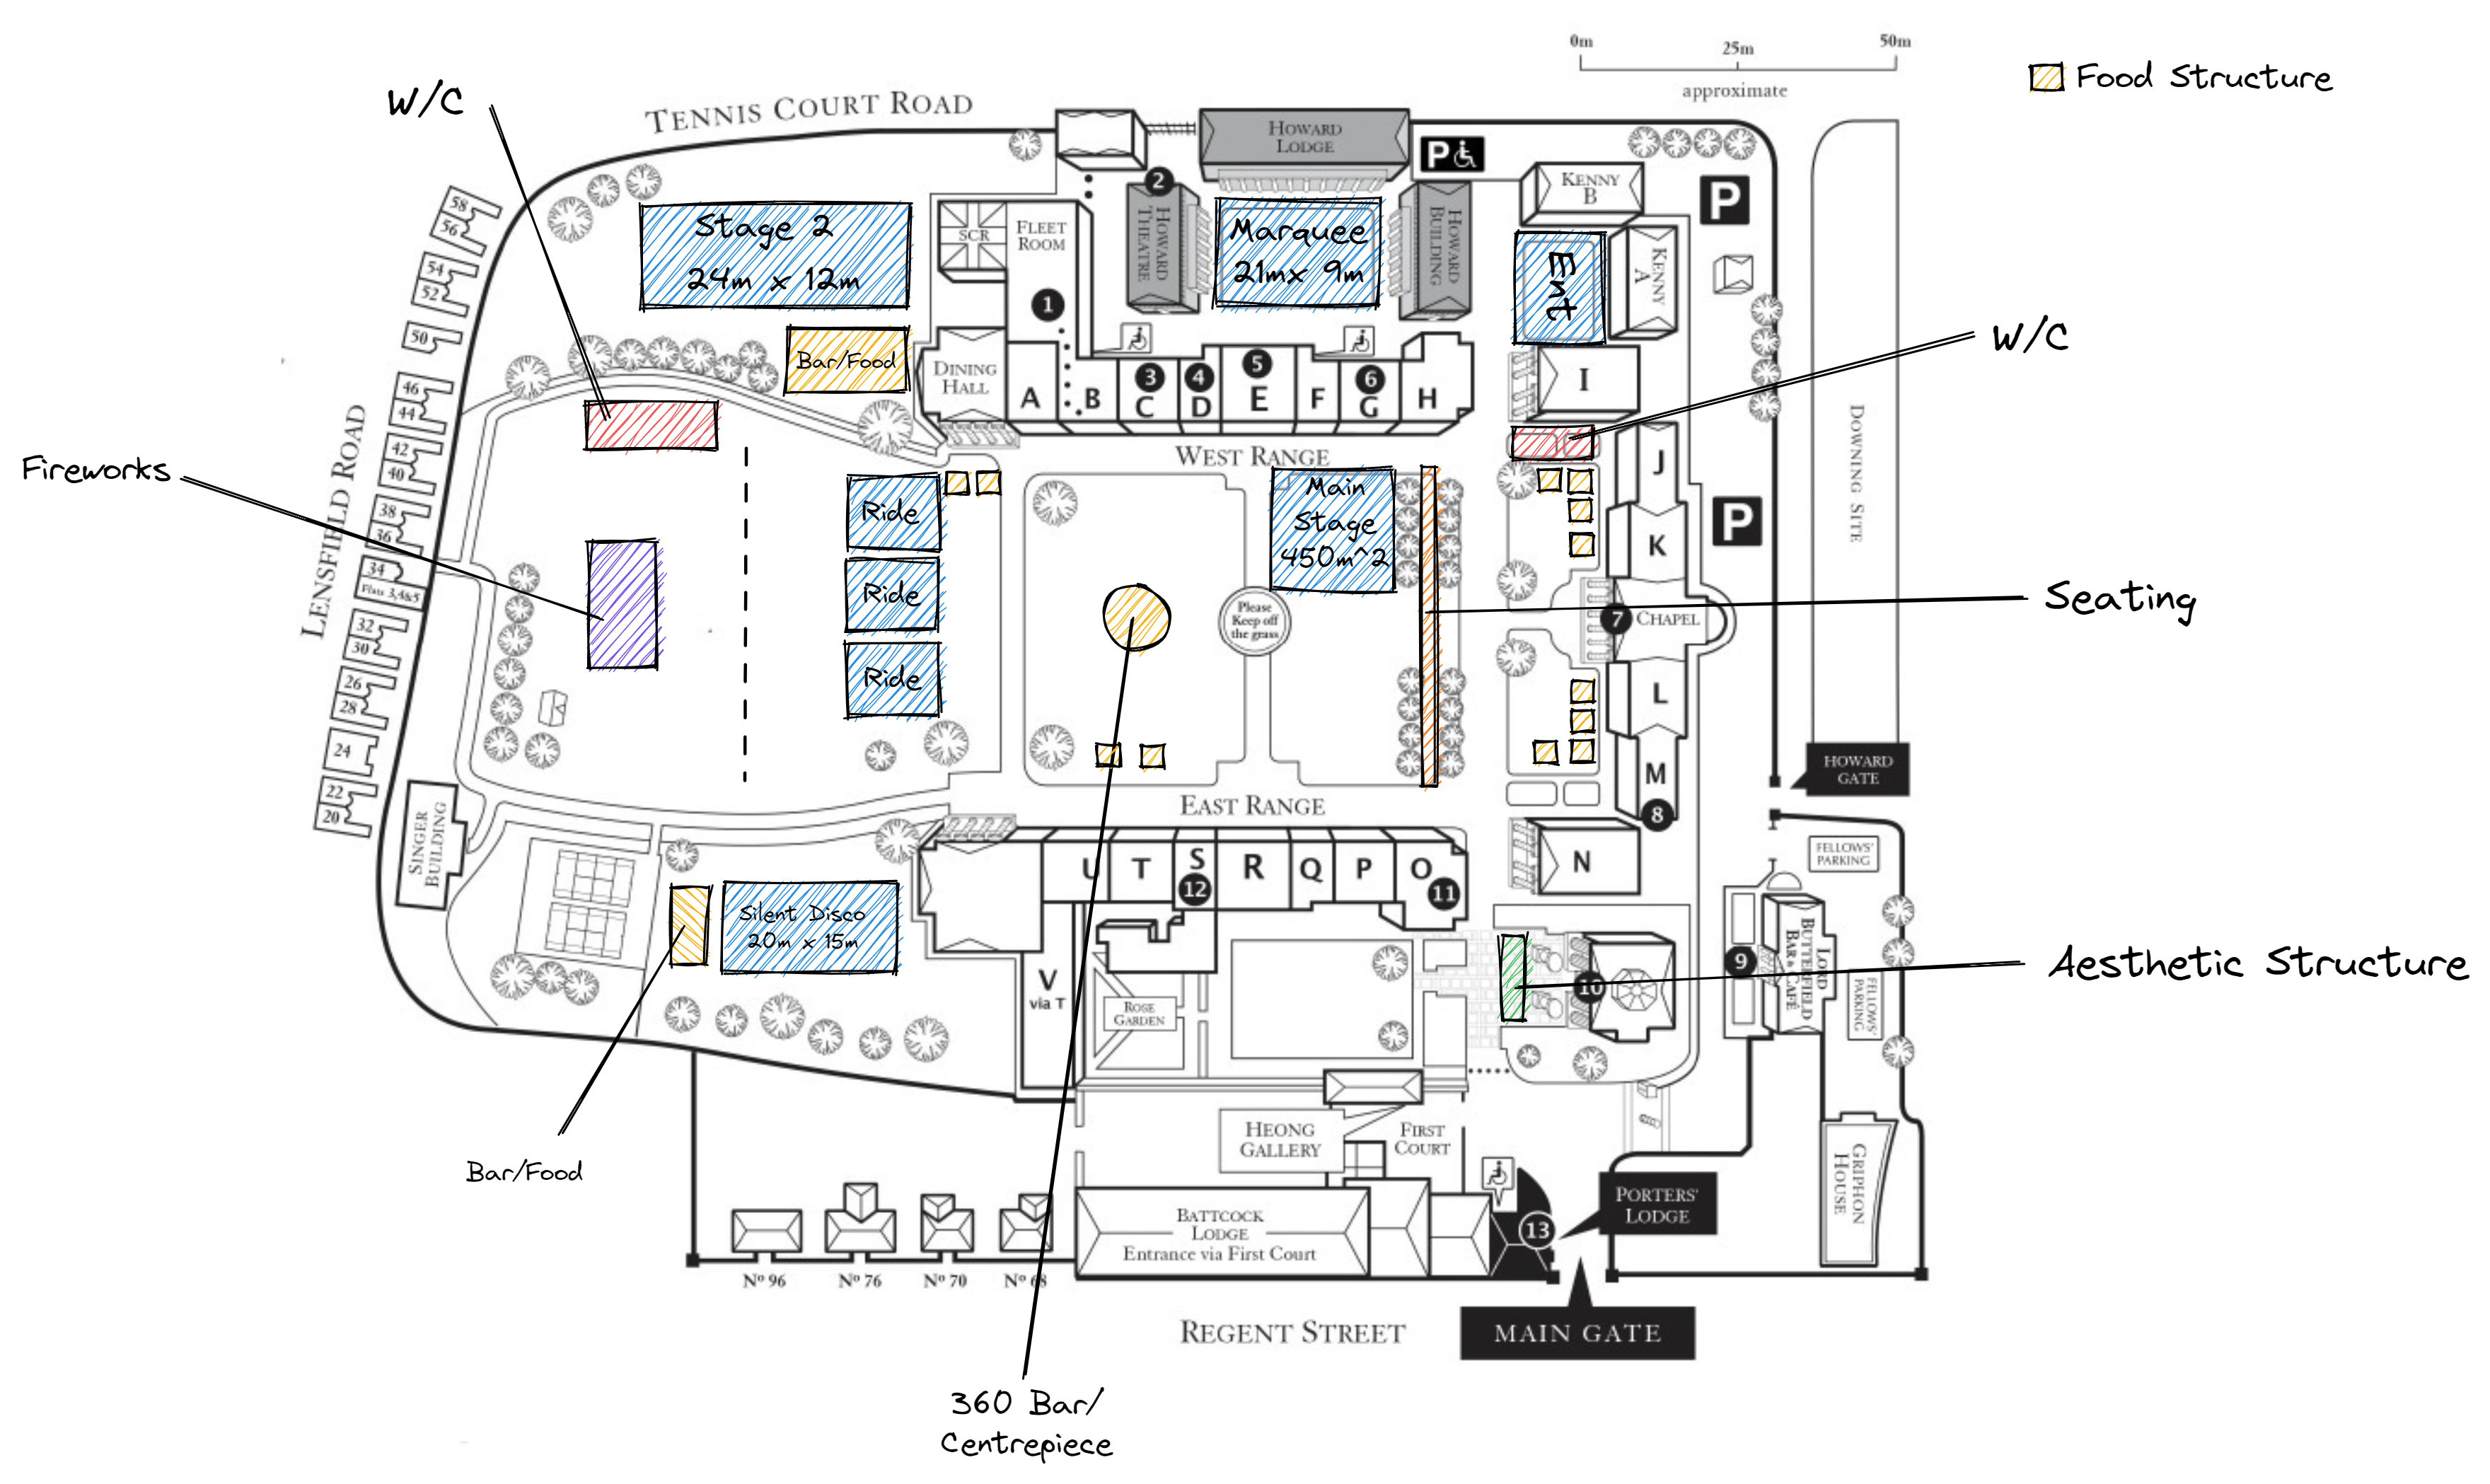 0m
25m
50m
approximate
Food Structure
W/C
TENNIS COURT ROAD
HOWARD
LODGE
P
2
HOWARD
THEATRE
Marquee
21m x 9m
HOWARD
BUILDING
KENNY
B
P
KENNY
A
Ent
Stage 2
24m x 12m
SCR
FLEET
ROOM
1
58
56
54
52
50
46
44
42
40
38
36
34
Flats 3,4&5
32
30
26
28
24
22
20
LENSFIELD ROAD
Bar/Food
DINING
HALL
A
B
3
C
4
D
5
E
F
6
G
H
I
W/C
WEST RANGE
DOWNING SITE
Fireworks
Ride
Ride
Ride
Main
Stage
450m^2
Please
Keep off
the grass
J
K
P
7
CHAPEL
L
M
8
Seating
HOWARD
GATE
EAST RANGE
SINGER
BUILDING
U
T
S
12
R
Q
P
O
11
N
FELLOWS'
PARKING
Silent Disco
20m x 15m
V
via T
ROSE
GARDEN
10
9
LORD
BUTTERFIELD
BAR & CAFÉ
FELLOWS'
PARKING
Aesthetic Structure
HEONG
GALLERY
FIRST
COURT
Bar/Food
BATTCOCK
LODGE
Entrance via First Court
PORTERS'
LODGE
13
GRIPHON
HOUSE
Nº 96
Nº 76
Nº 70
Nº 68
REGENT STREET
MAIN GATE
360 Bar/
Centrepiece